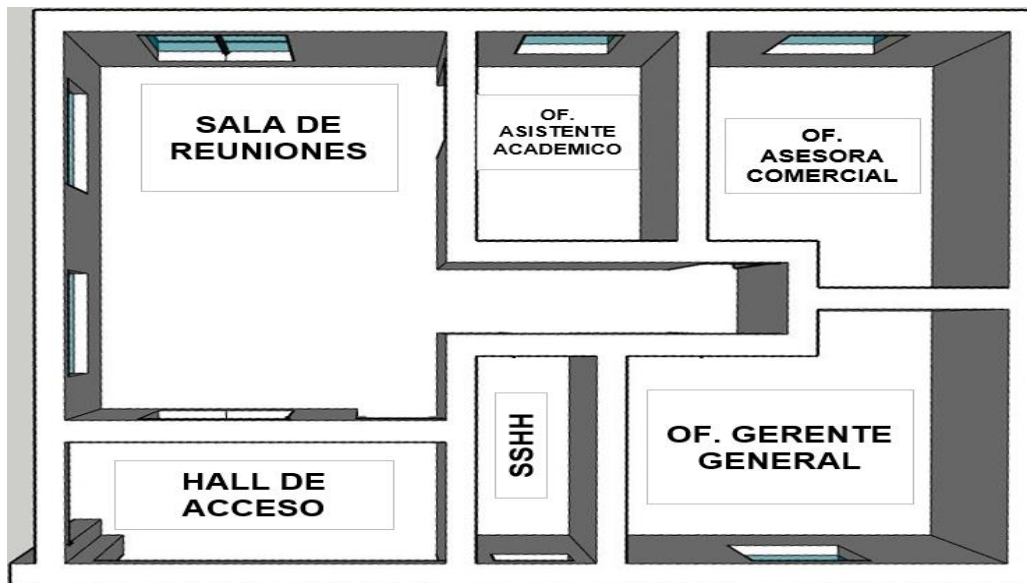 SALA DE
REUNIONES
OF.
ASISTENTE
ACADEMICO
OF.
ASESORA
COMERCIAL
HALL DE
ACCESO
SSHH
OF. GERENTE
GENERAL